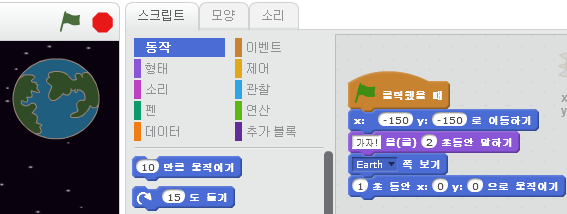 스크립트 모양 소리
동작 이벤트
형태 제어
소리 관찰
펜 연산
데이터 추가 블록
10 만큼 움직이기
15 도 돌기
클릭했을 때
x: -150 y: -150 로 이동하기
가자! 을(를) 2 초동안 말하기
Earth 쪽 보기
1 초 동안 x: 0 y: 0 으로 움직이기
x
y